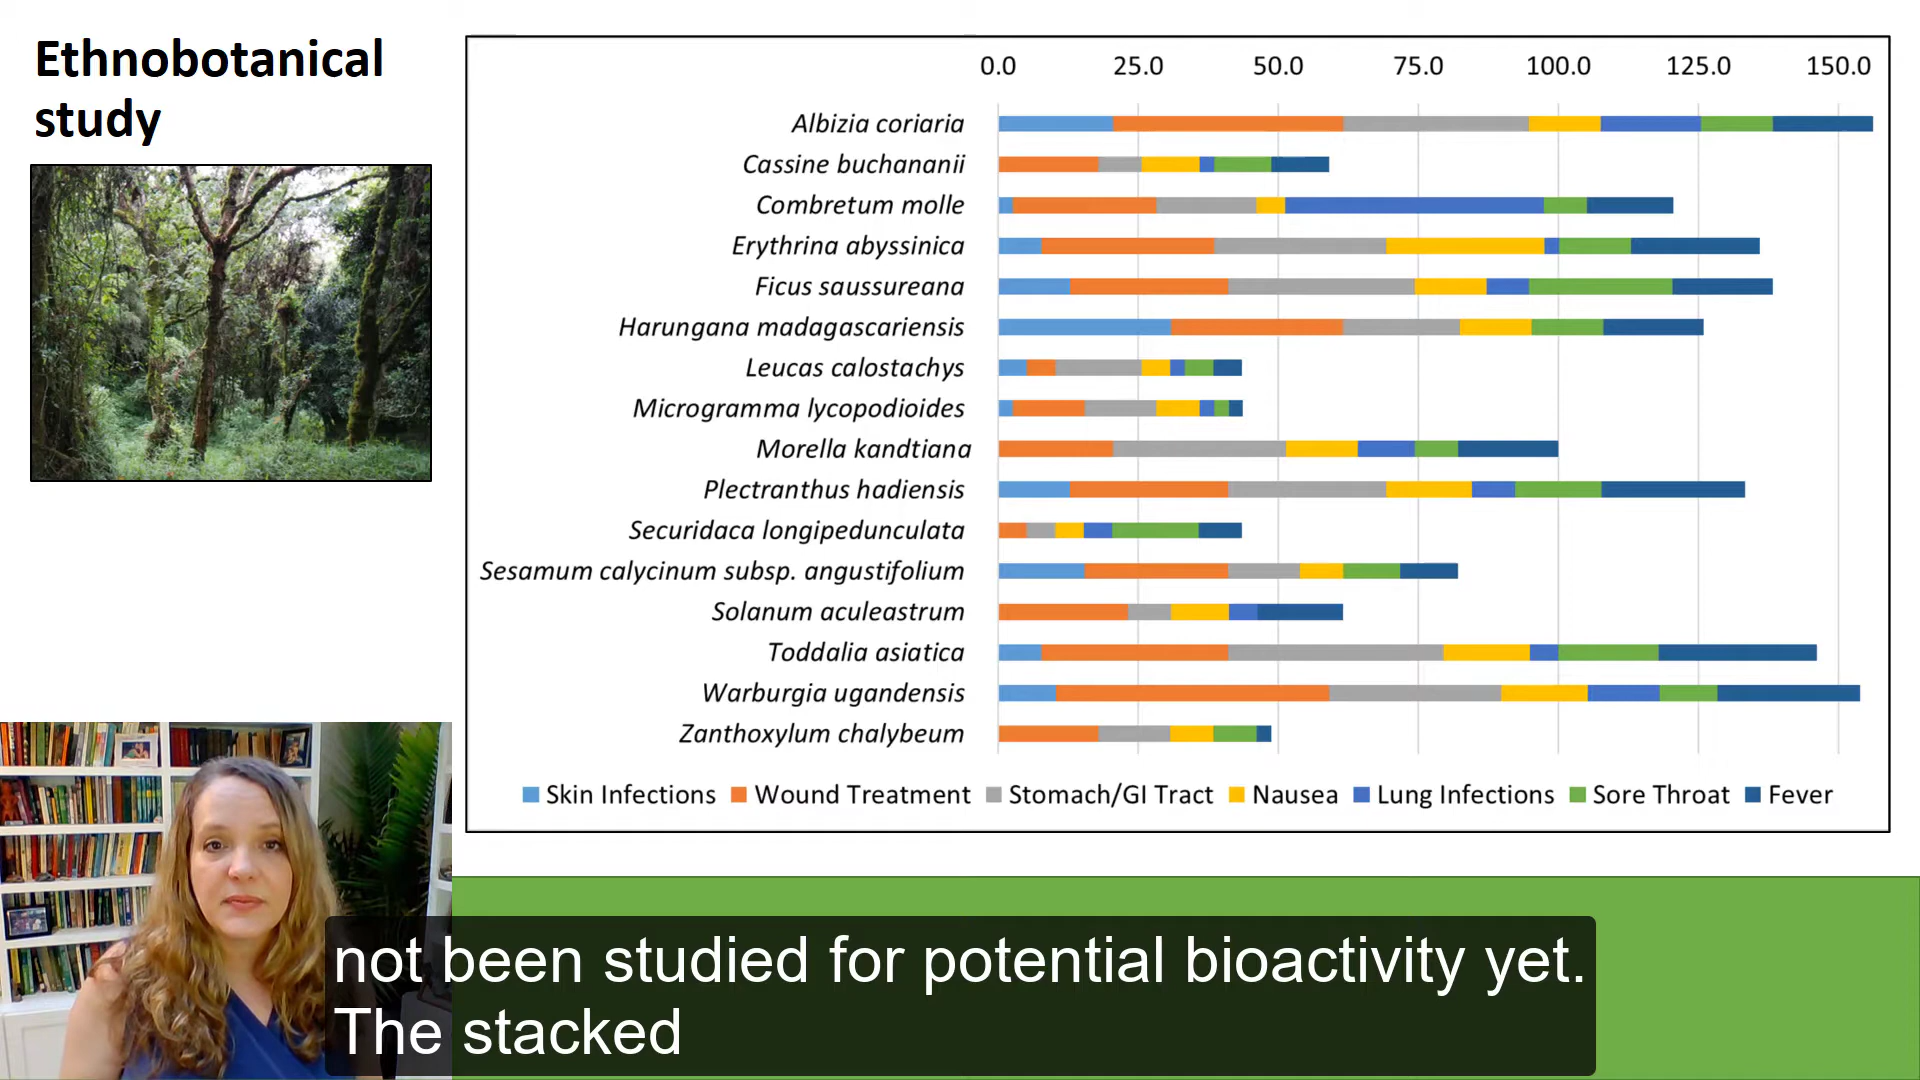 Ethnobotanical
study
0.0 25.0 50.0 75.0 100.0 125.0 150.0
Albizia coriaria
Cassine buchananii
Combretum molle
Erythrina abyssinica
Ficus saussureana
Harungana madagascariensis
Leucas calostachys
Microgramma lycopodioides
Morella kandtiana
Plectranthus hadiensis
Securidaca longipedunculata
Sesamum calycinum subsp. angustifolium
Solanum aculeastrum
Toddalia asiatica
Warburgia ugandensis
Zanthoxylum chalybeum
Skin Infections Wound Treatment Stomach/GI Tract Nausea Lung Infections Sore Throat Fever
not been studied for potential bioactivity yet.
The stacked